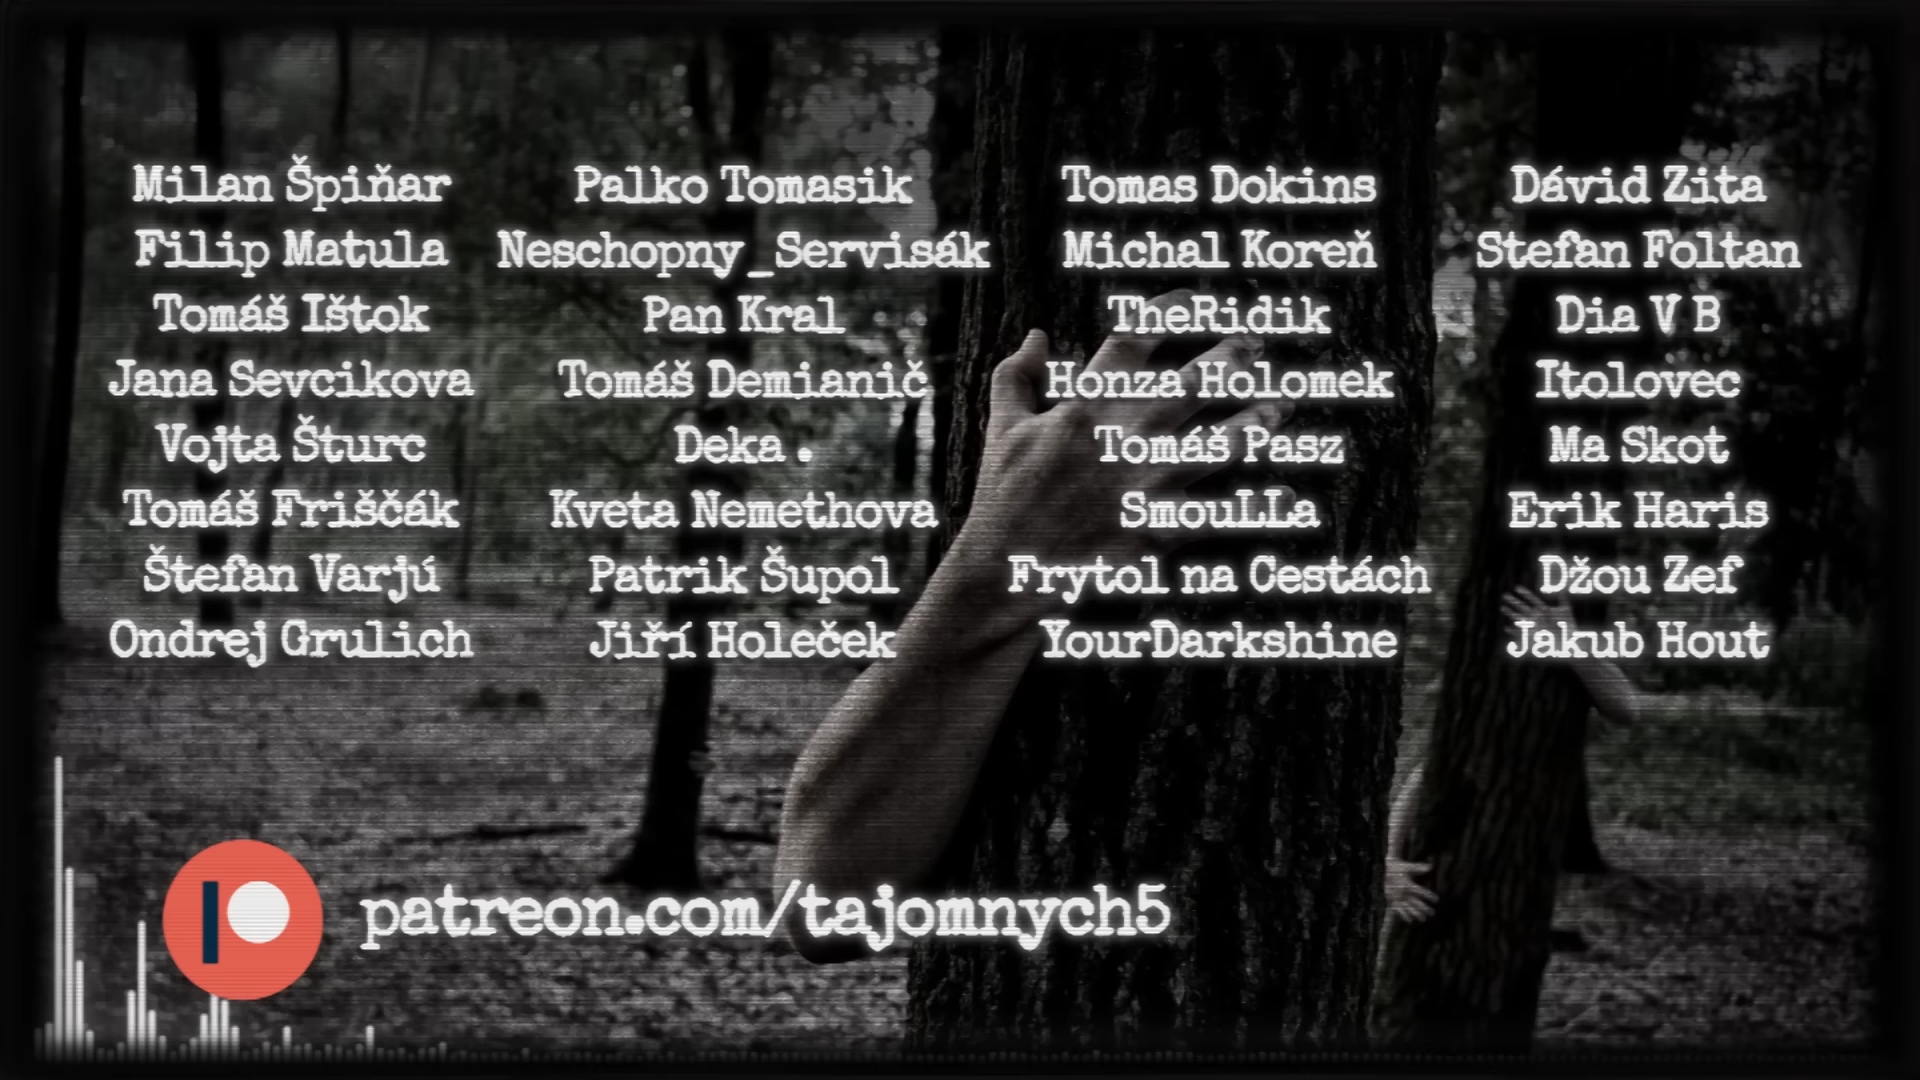 Milan Špiňar
Filip Matula
Tomáš Ištok
Jana Sevcikova
Vojta Šturc
Tomáš Friščák
Štefan Varjú
Ondrej Grulich
Palko Tomasik
Neschopny_Servisák
Pan Kral
Tomáš Demianič
Deka .
Kveta Nemethova
Patrik Šupol
Jiří Holeček
Tomas Dokins
Michal Koreň
TheRidik
Honza Holomek
Tomáš Pasz
SmouLLa
Frytol na Cestách
YourDarkshine
Dávid Zita
Stefan Foltan
Dia V B
Itolovec
Ma Skot
Erik Haris
Džou Zef
Jakub Hout
patreon.com/tajomnych5